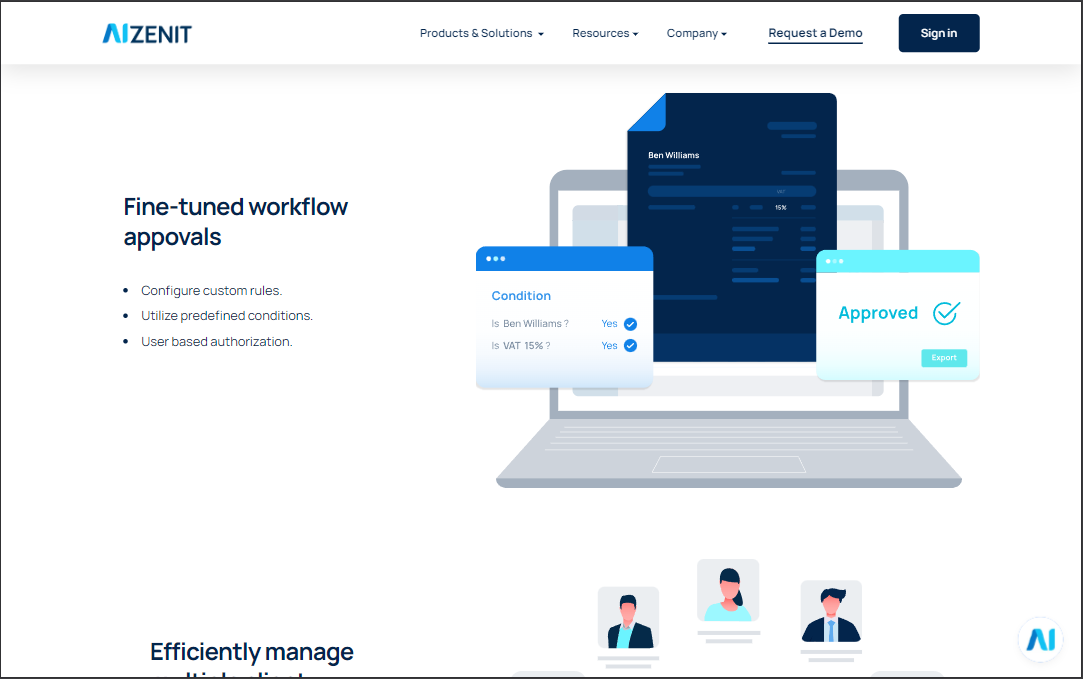 AIZENIT
Products & Solutions
Resources
Company
Request a Demo
Sign in
Ben Williams
VAT
15%
Fine-tuned workflow
appovals
Configure custom rules.
Utilize predefined conditions.
User based authorization.
Condition
Is Ben Williams ?
Yes
Is VAT 15% ?
Yes
Approved
Export
Efficiently manage
multiple client
AI